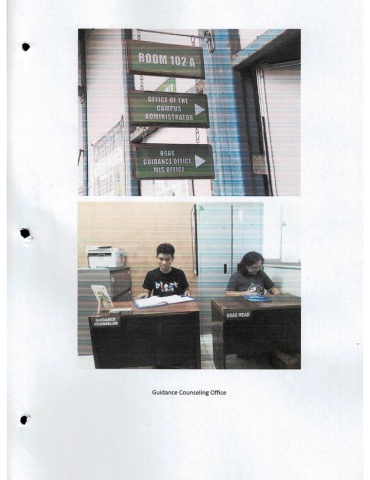 ROOM 102 A
OFFICE OF THE
CAMPUS
ADMINISTRATOR
OSAS
GUIDANCE OFFICE
MIS OFFICE
GUIDANCE
COUNSELOR
OSAS HEAD
Guidance Counseling Office